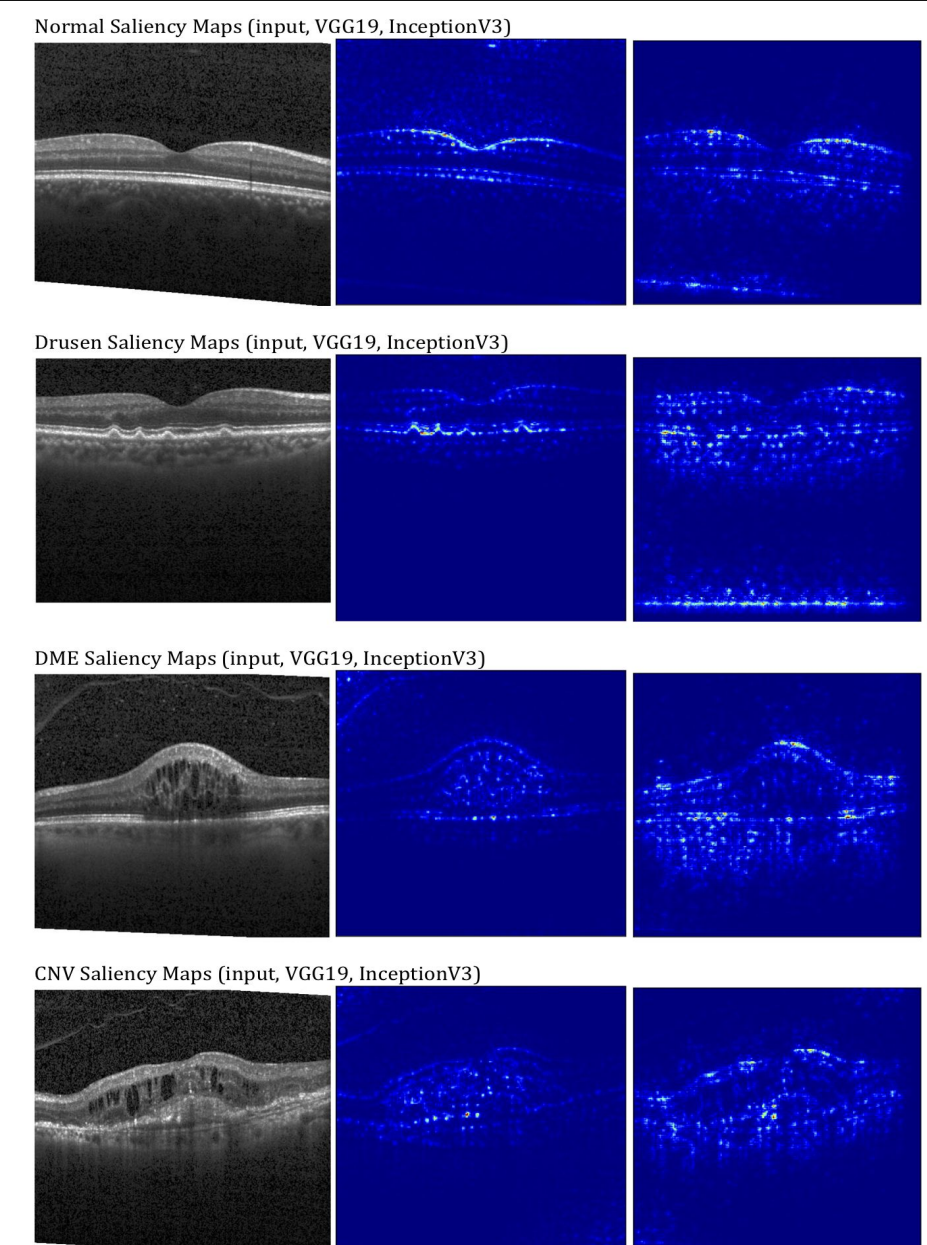 Normal Saliency Maps (input, VGG19, InceptionV3)
Drusen Saliency Maps (input, VGG19, InceptionV3)
DME Saliency Maps (input, VGG19, InceptionV3)
CNV Saliency Maps (input, VGG19, InceptionV3)